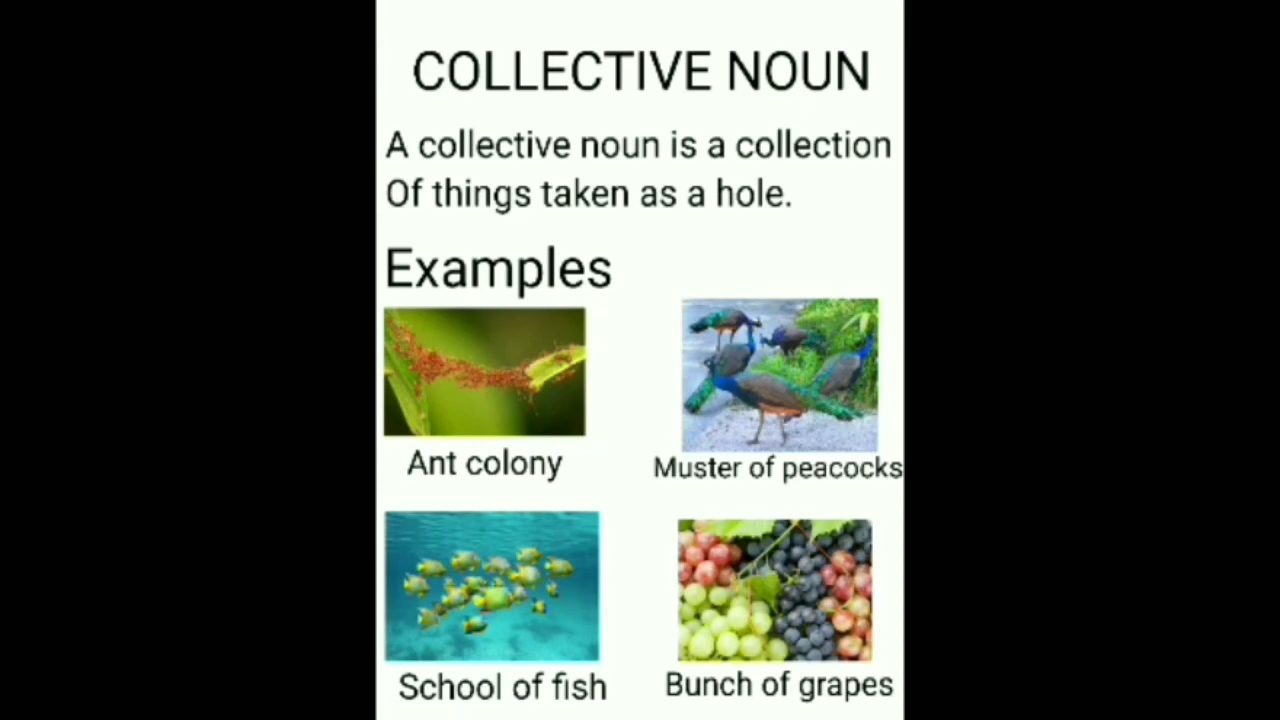 COLLECTIVE NOUN
A collective noun is a collection
Of things taken as a hole.
Examples
Ant colony
Muster of peacocks
School of fish
Bunch of grapes